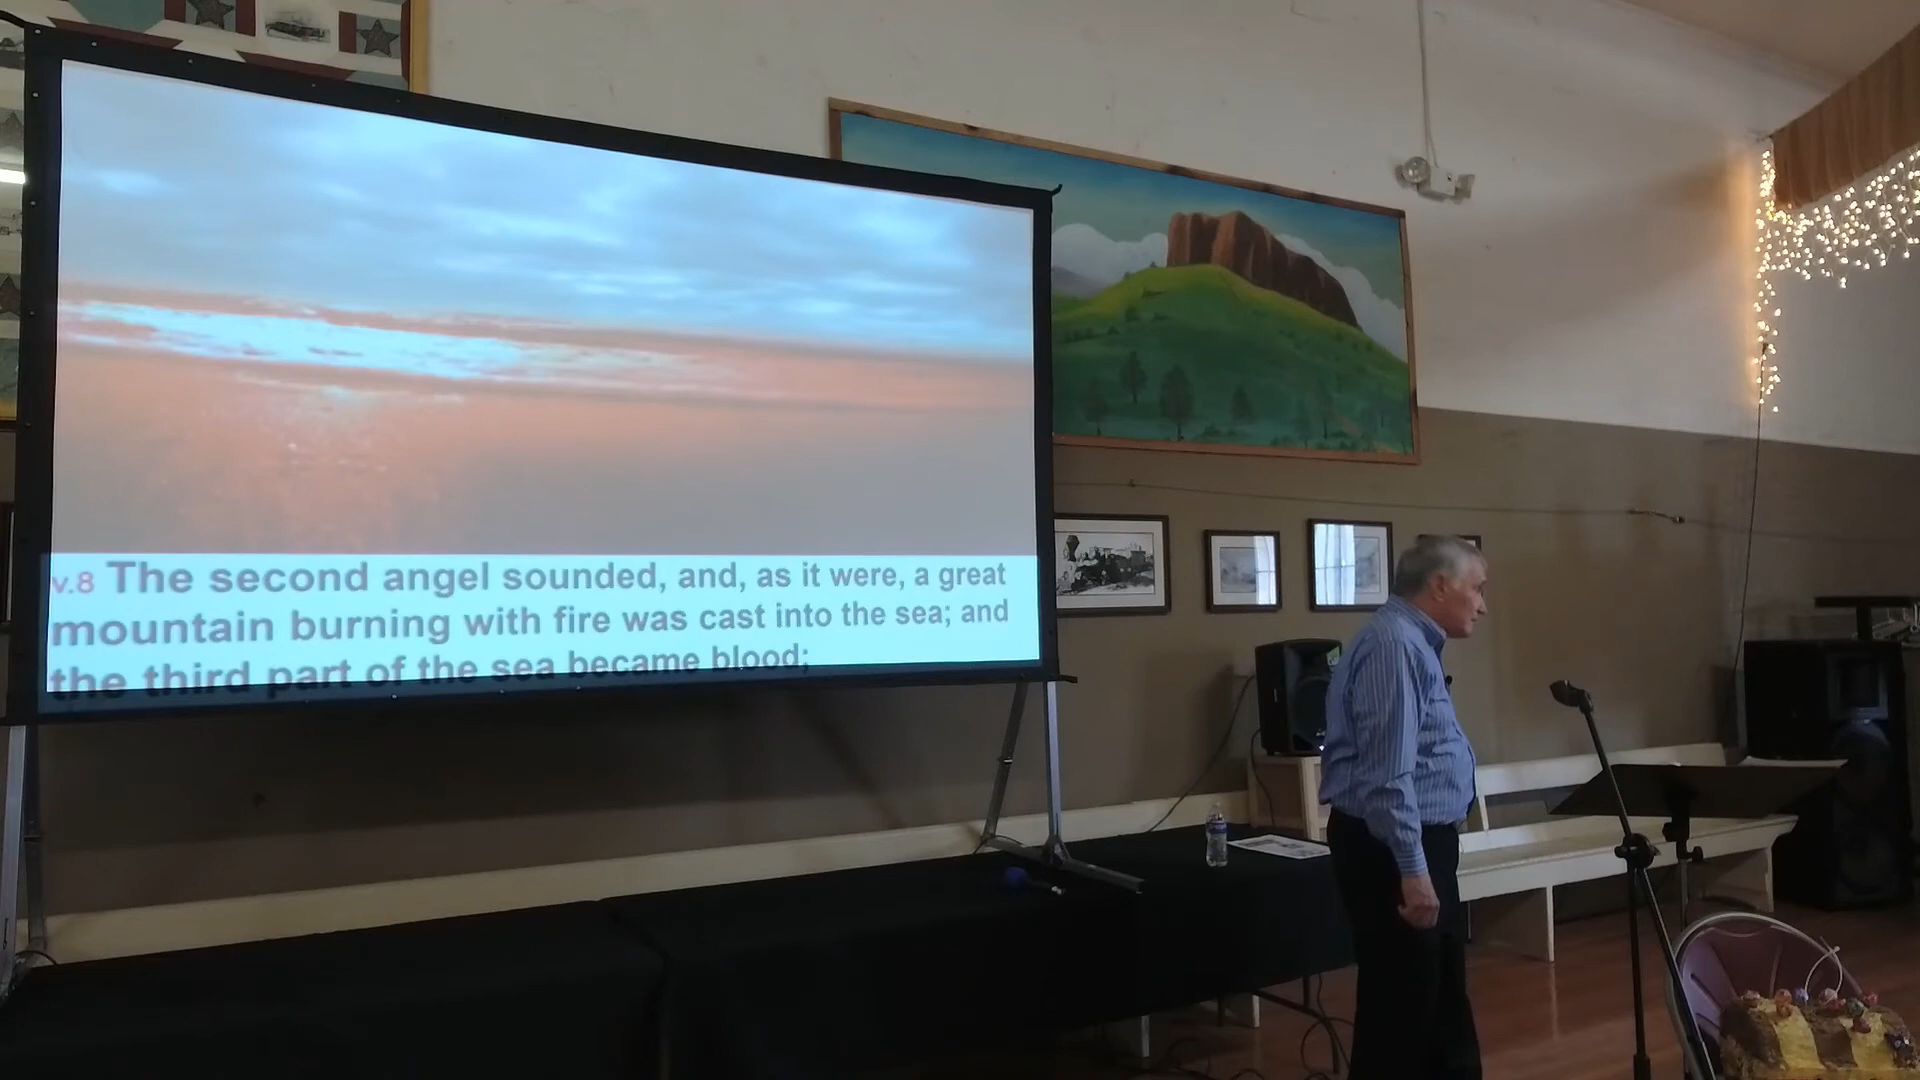 v.8 The second angel sounded, and, as it were, a great
mountain burning with fire was cast into the sea; and
the third part of the sea became blood;